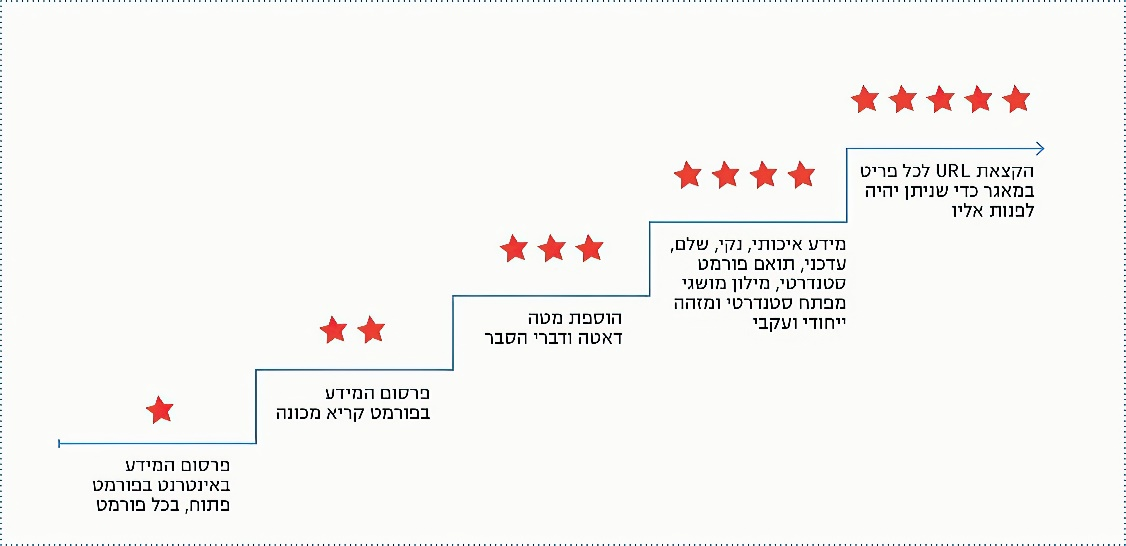 הקצאת URL לכל פריט
במאגר כדי שניתן יהיה
לפנות אליו
מידע איכותי, נקי, שלם,
עדכני, תואם פורמט
סטנדרטי, מילון מושגי
מפתח סטנדרטי ומזהה
ייחודי ועקבי
הוספת מטה
דאטה ודברי הסבר
פרסום המידע
בפורמט קריא מכונה
פרסום המידע
באינטרנט בפורמט
פתוח, בכל פורמט